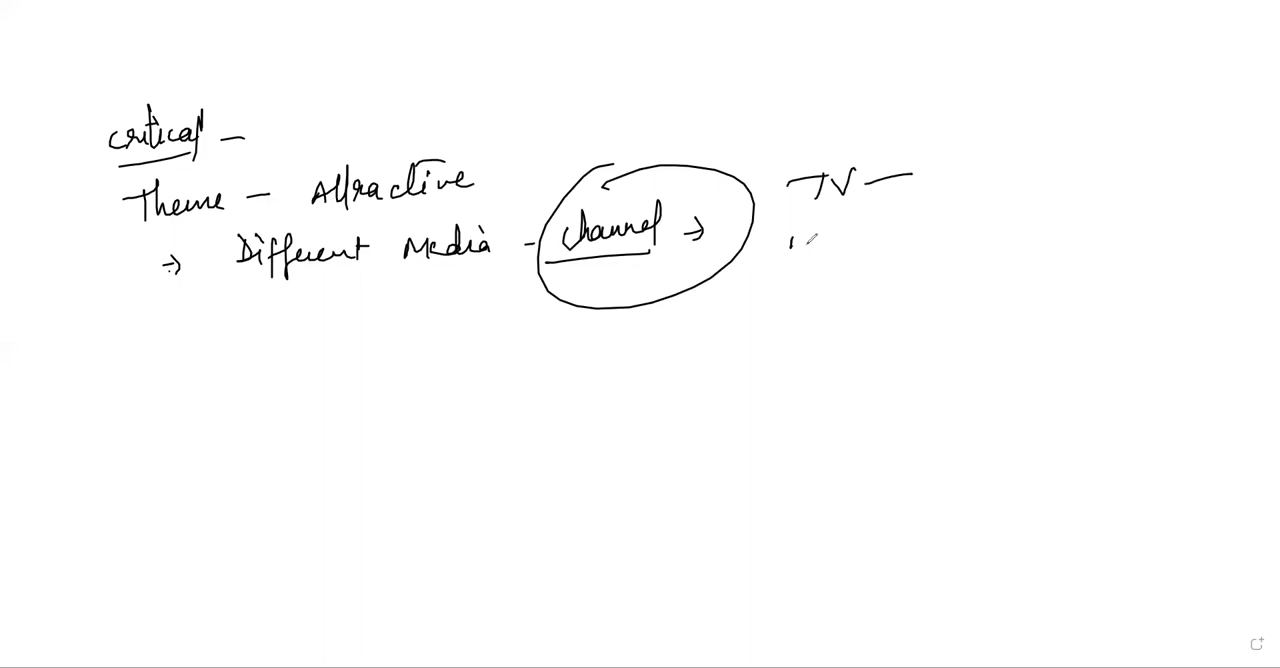 Critical -
Theme - Attractive
→ Different Media - Channel →
TV -